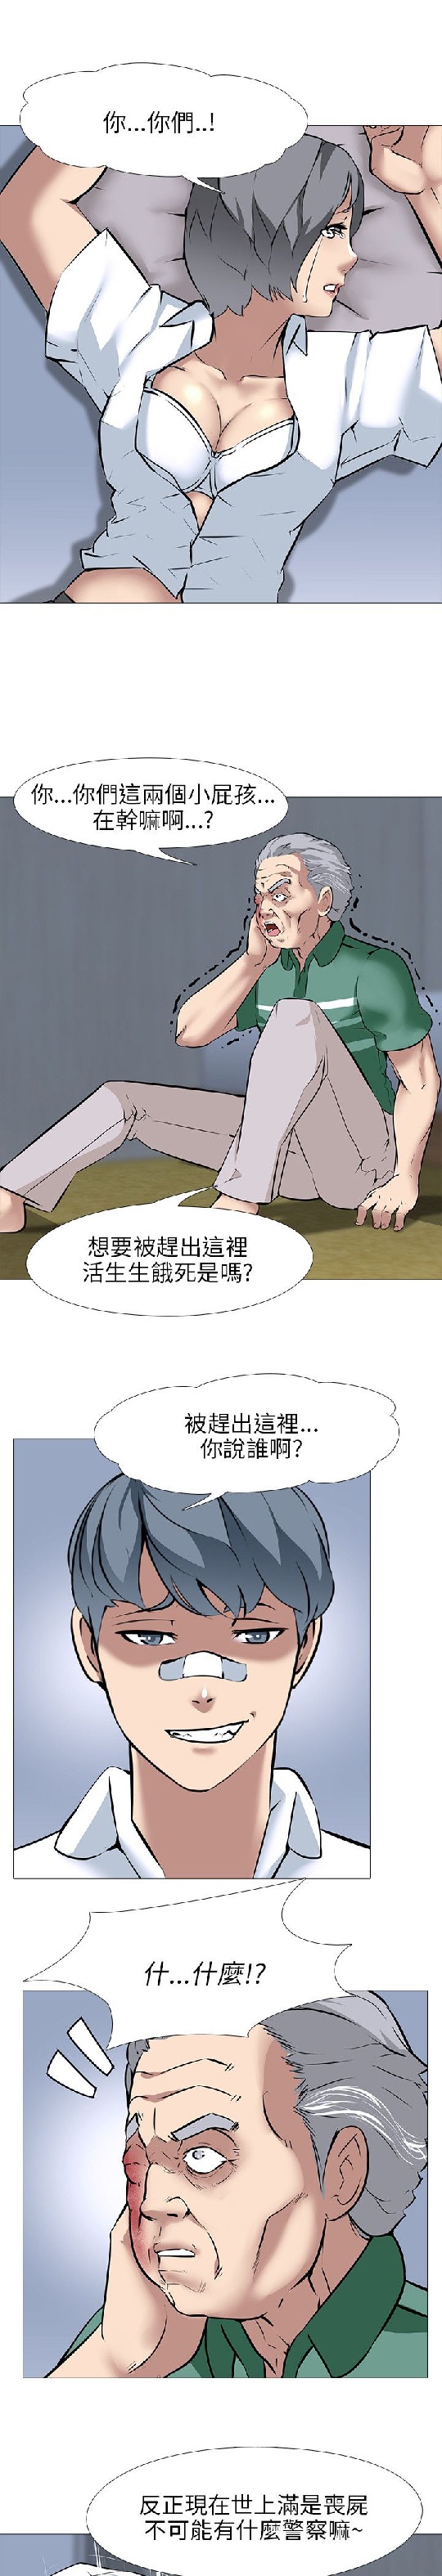 你...你們..!
你...你們這兩個小屁孩...
在幹嘛啊...?
想要被趕出這裡
活生生餓死是嗎?
被趕出這裡...
你說誰啊?
什...什麼!?
反正現在世上滿是喪屍
不可能有什麼警察嘛~